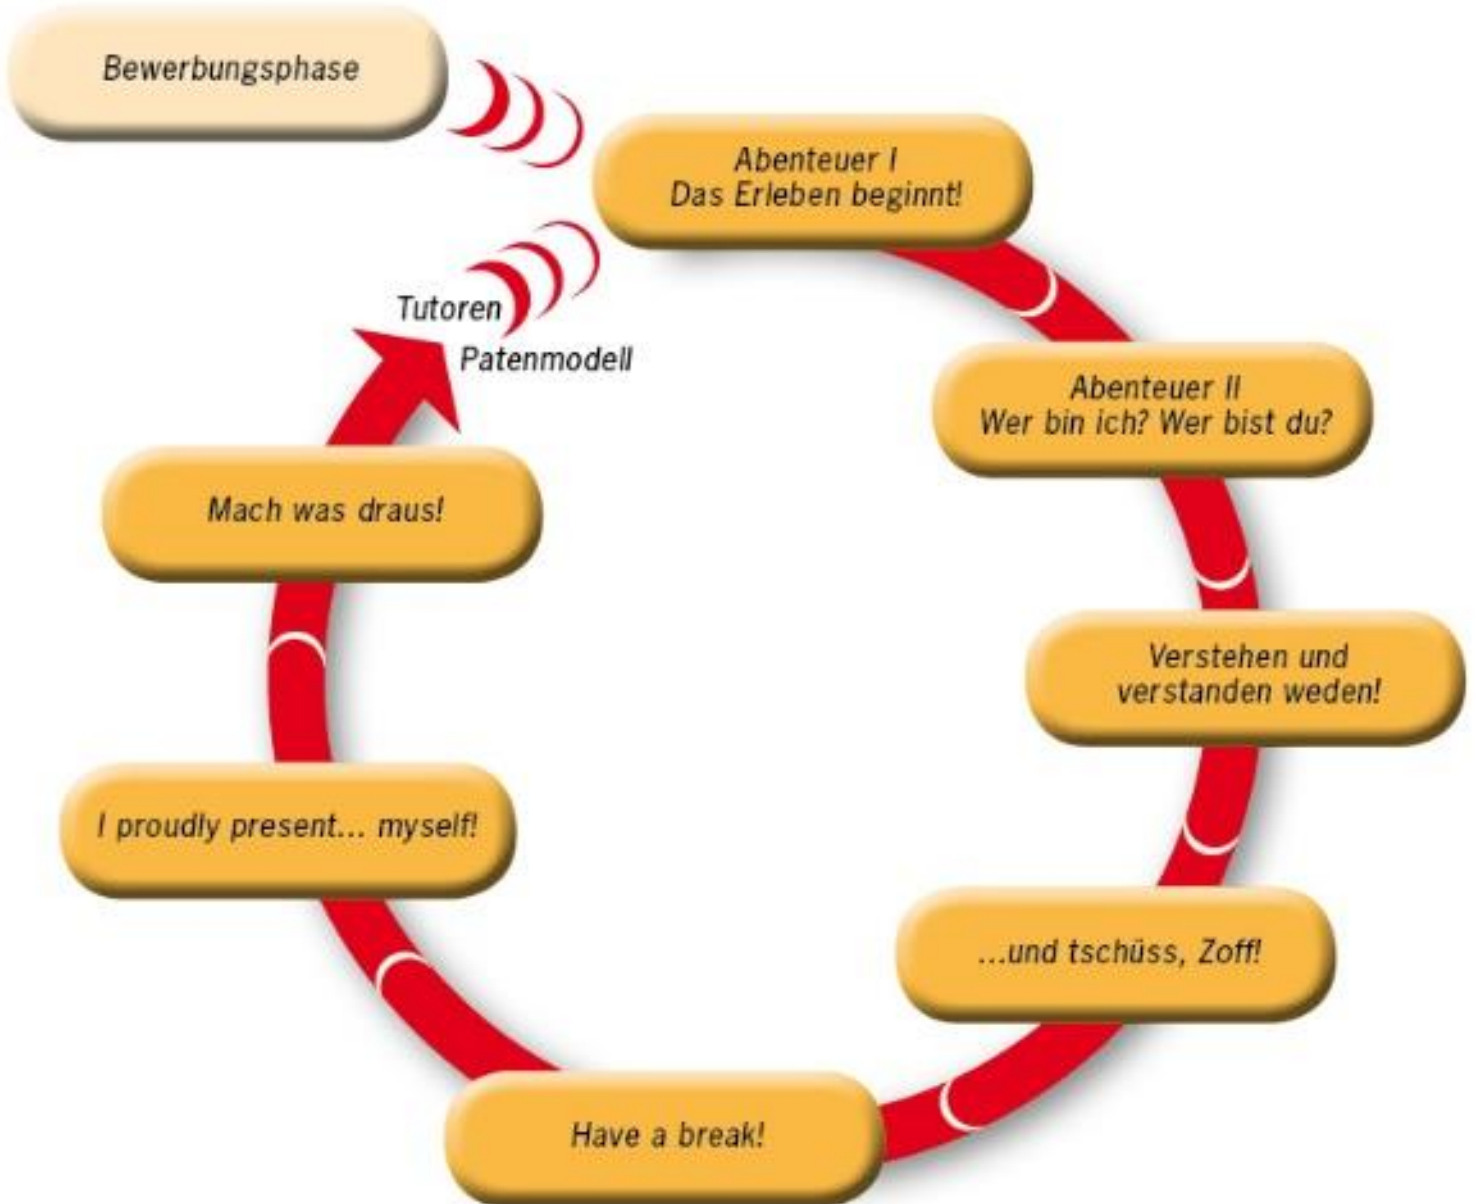 Bewerbungsphase
Abenteuer I
Das Erleben beginnt!
Abenteuer II
Wer bin ich? Wer bist du?
Verstehen und
verstanden weden!
...und tschüss, Zoff!
Have a break!
I proudly present... myself!
Mach was draus!
Tutoren
Patenmodell